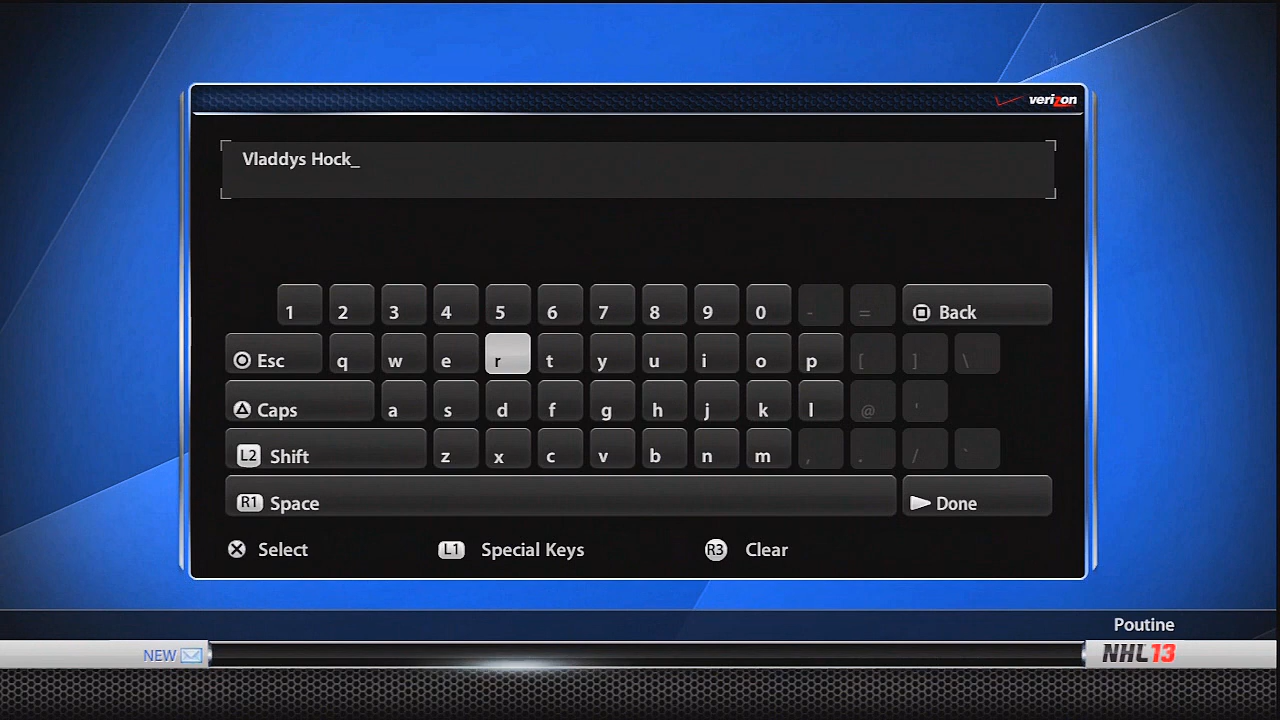 verizon
Vladdys Hock_
1 2 3 4 5 6 7 8 9 0 - = Back
Esc q w e r t y u i o p [ ] \
Caps a s d f g h j k l @ '
L2 Shift z x c v b n m , . / `
R1 Space Done
Select L1 Special Keys R3 Clear
Poutine
NEW NHL13